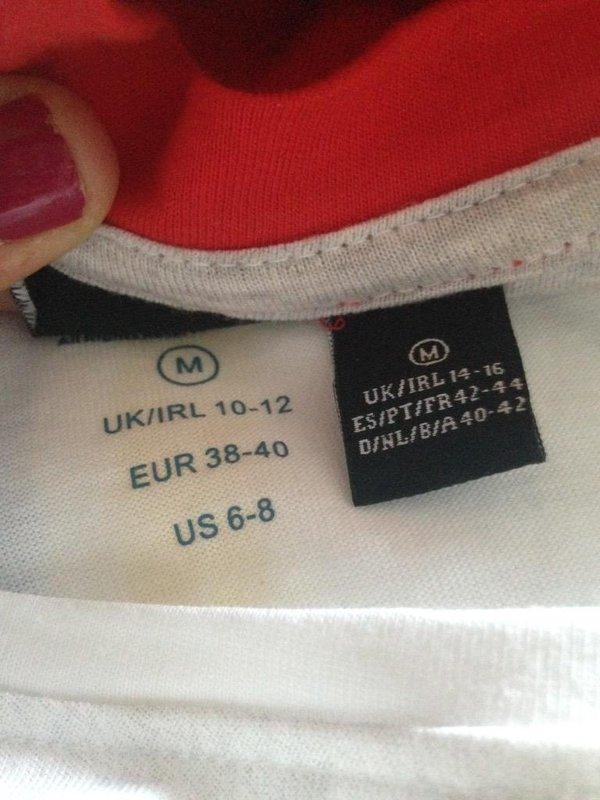 M
UK/IRL 10-12
EUR 38-40
US 6-8
M
UK/IRL 14-16
ES/PT/FR 42-44
D/NL/B/A 40-42